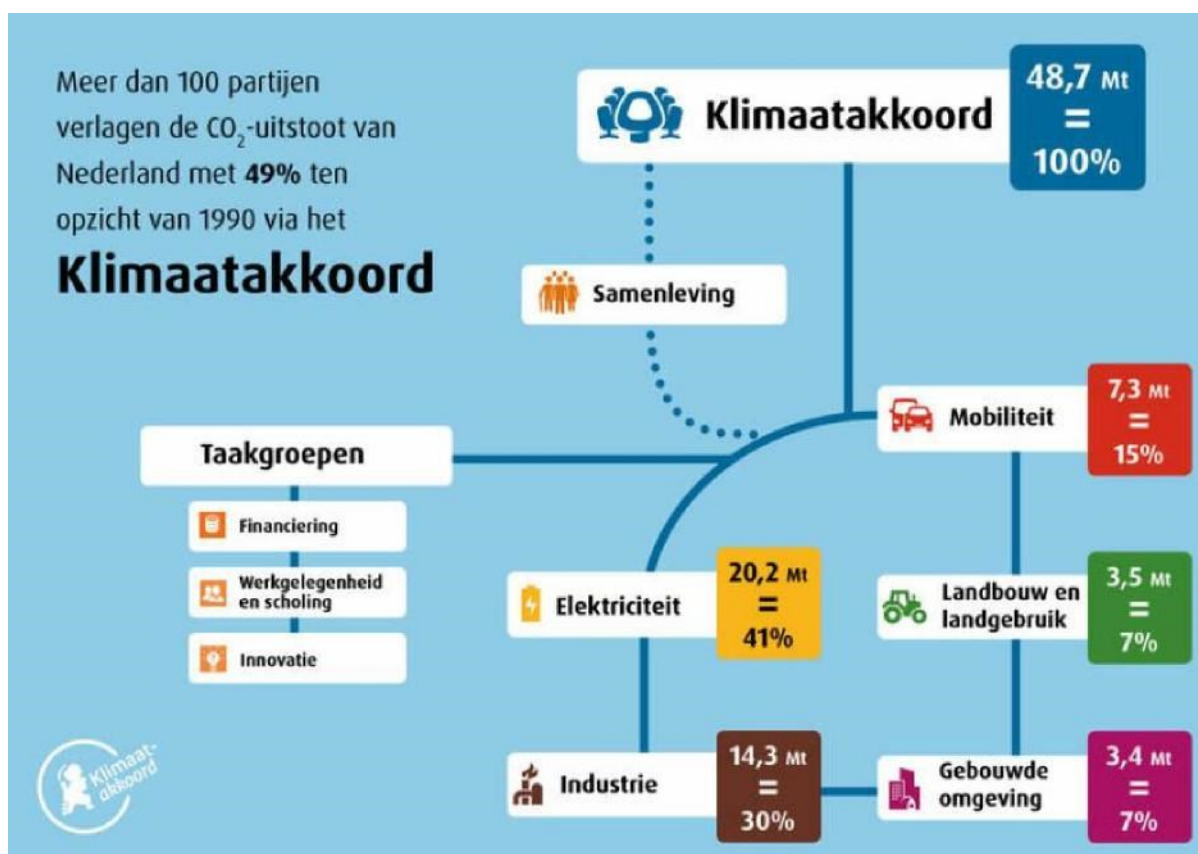 Meer dan 100 partijen
verlagen de CO₂-uitstoot van
Nederland met 49% ten
opzicht van 1990 via het
Klimaatakkoord
Klimaatakkoord
48,7 Mt
=
100%
Samenleving
Mobiliteit
7,3 Mt
=
15%
Taakgroepen
Financiering
Werkgelegenheid
en scholing
Innovatie
Elektriciteit
20,2 Mt
=
41%
Landbouw en
landgebruik
3,5 Mt
=
7%
Industrie
14,3 Mt
=
30%
Gebouwde
omgeving
3,4 Mt
=
7%
Klimaat-
akkoord